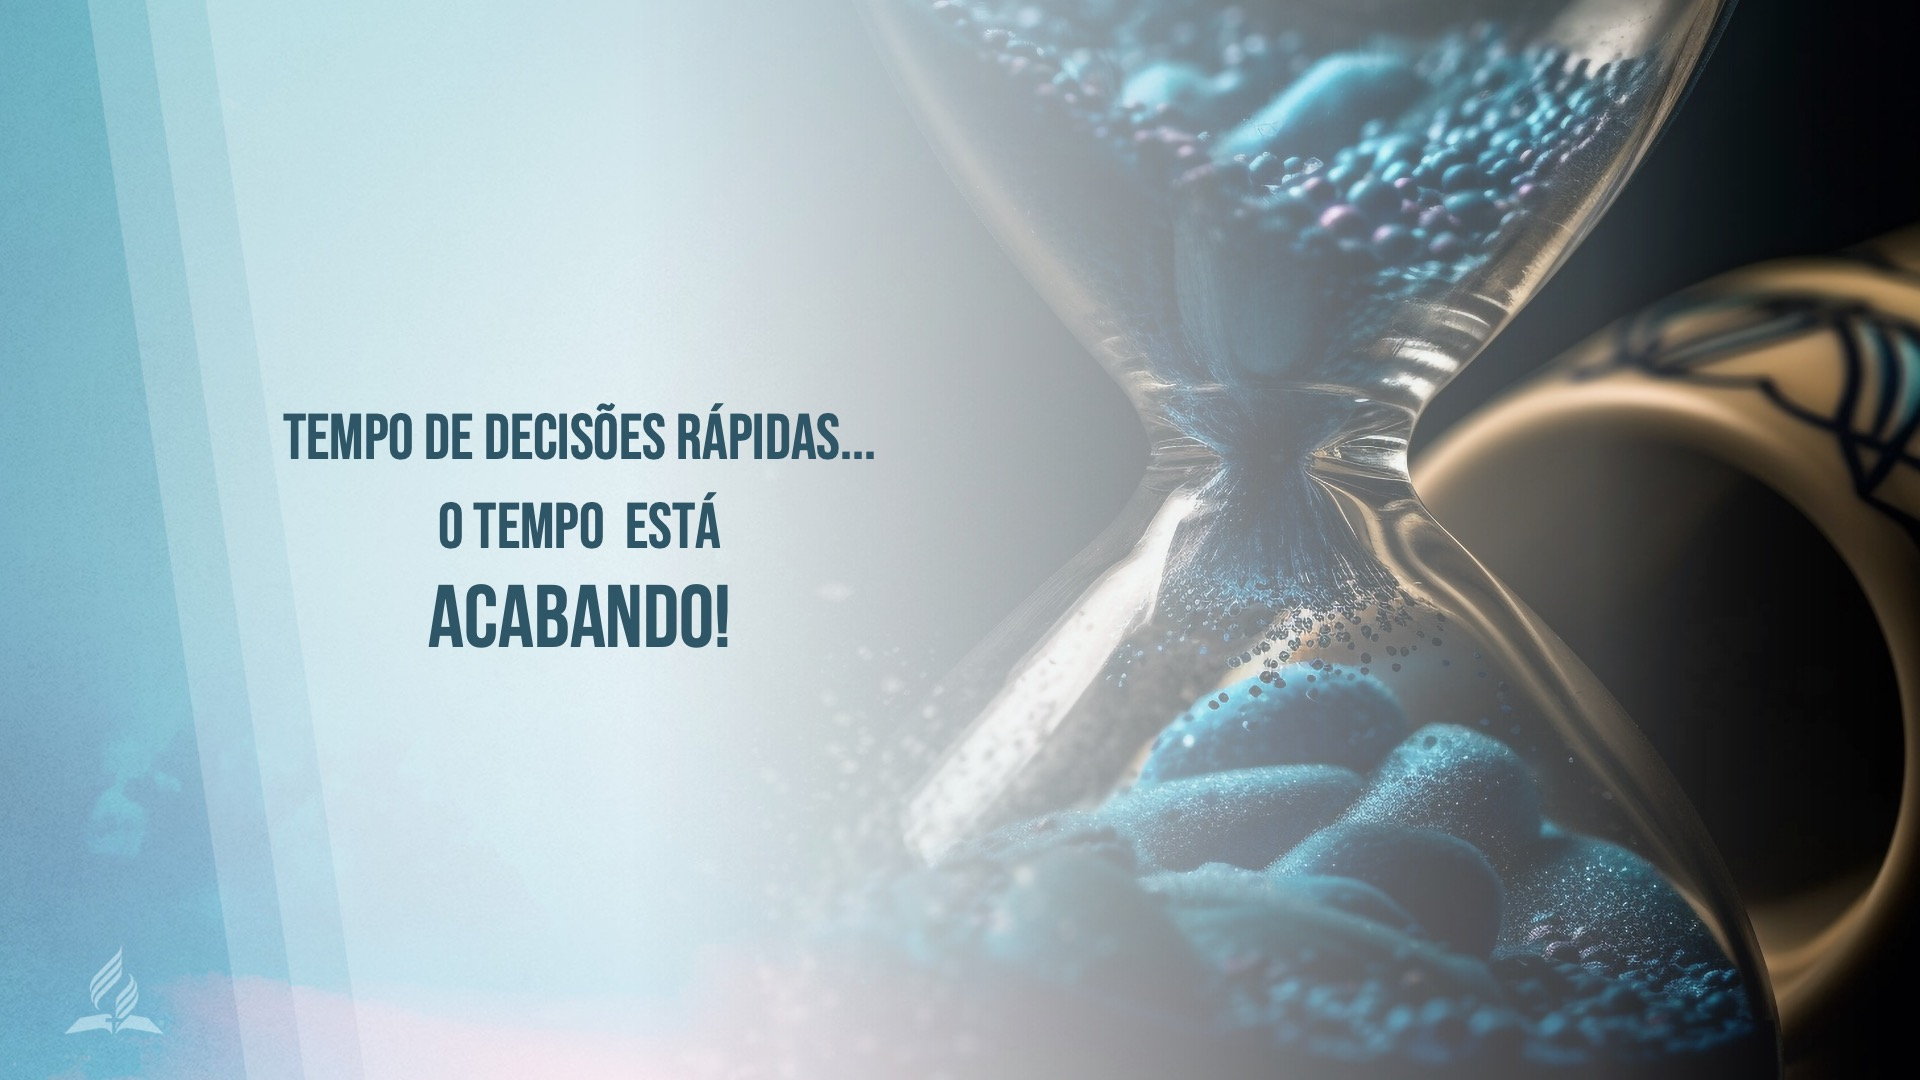 TEMPO DE DECISÕES RÁPIDAS...
O TEMPO ESTÁ
ACABANDO!